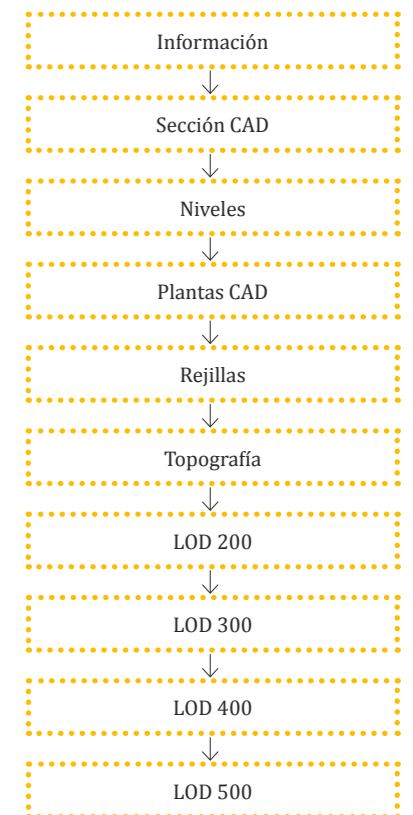 Información
Sección CAD
Niveles
Plantas CAD
Rejillas
Topografía
LOD 200
LOD 300
LOD 400
LOD 500